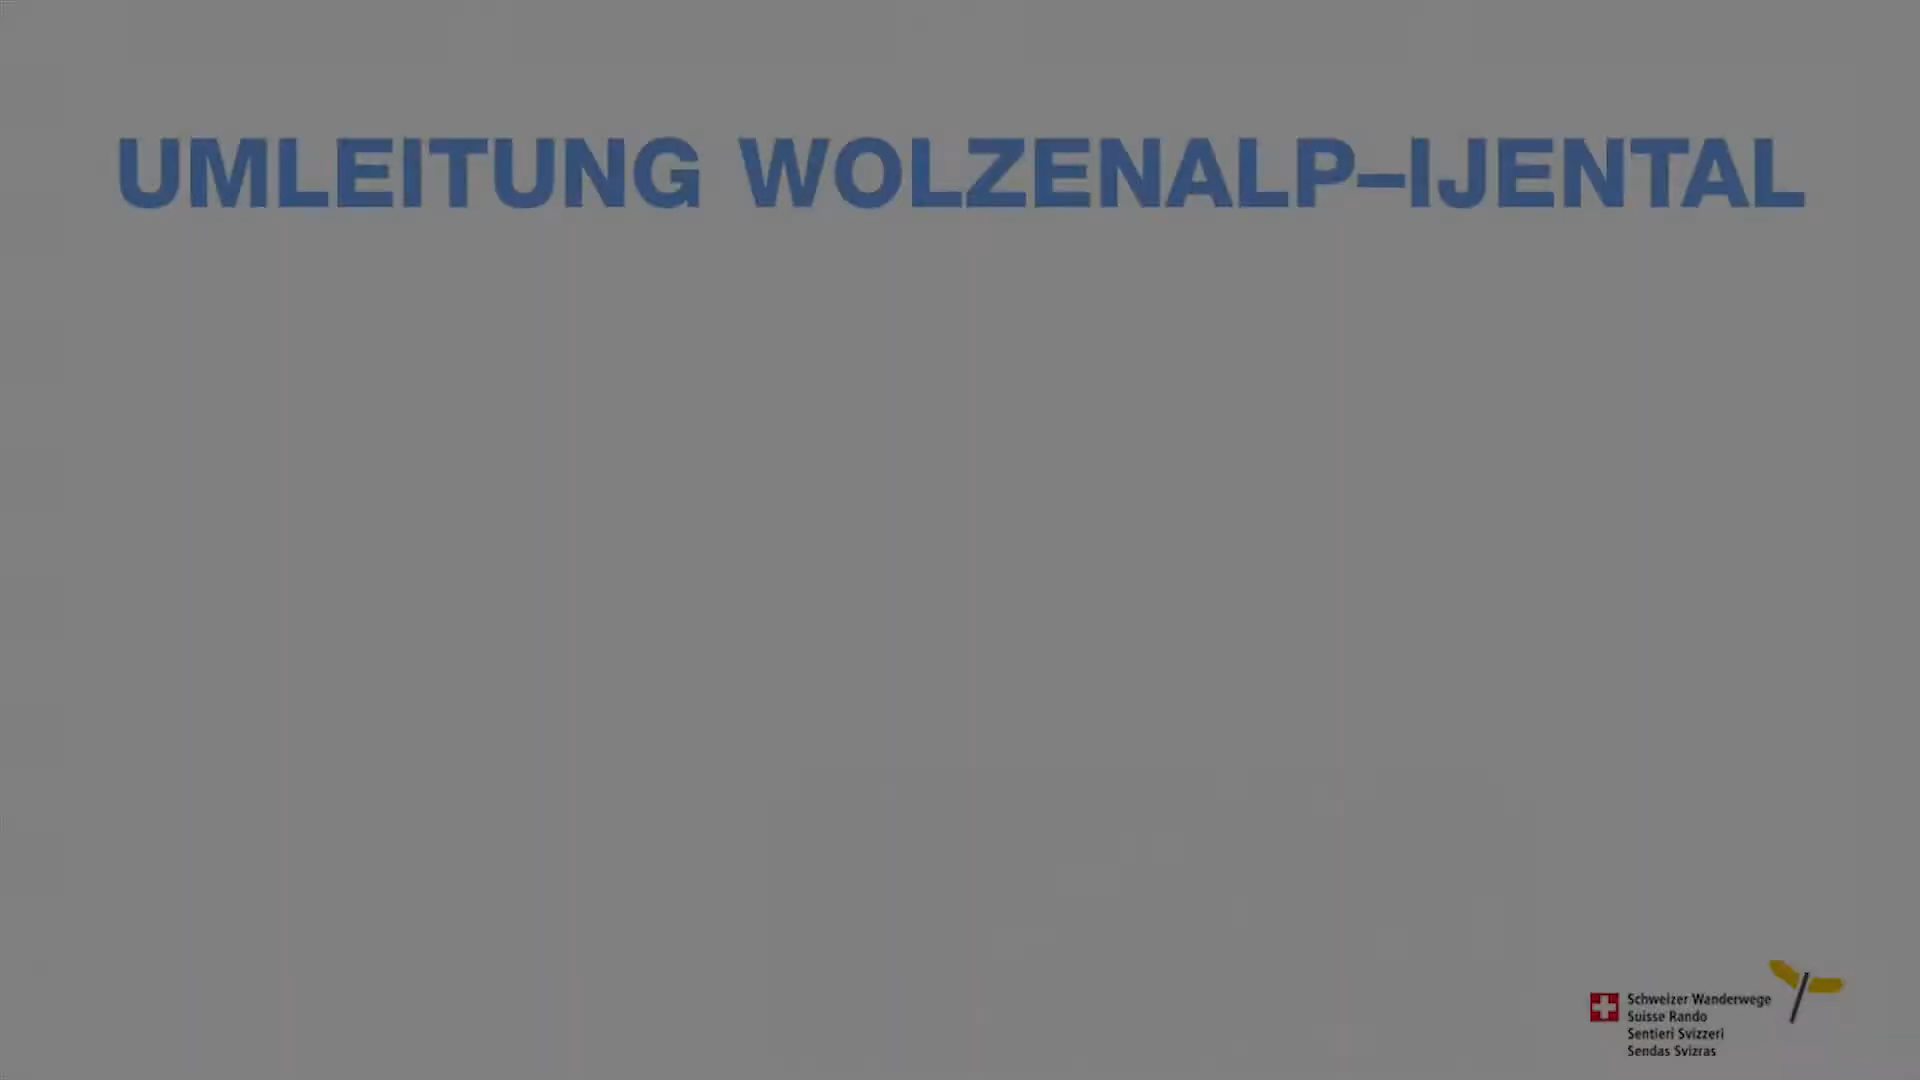 UMLEITUNG WOLZENALP–IJENTAL
Schweizer Wanderwege
Suisse Rando
Sentieri Svizzeri
Sendas Svizras